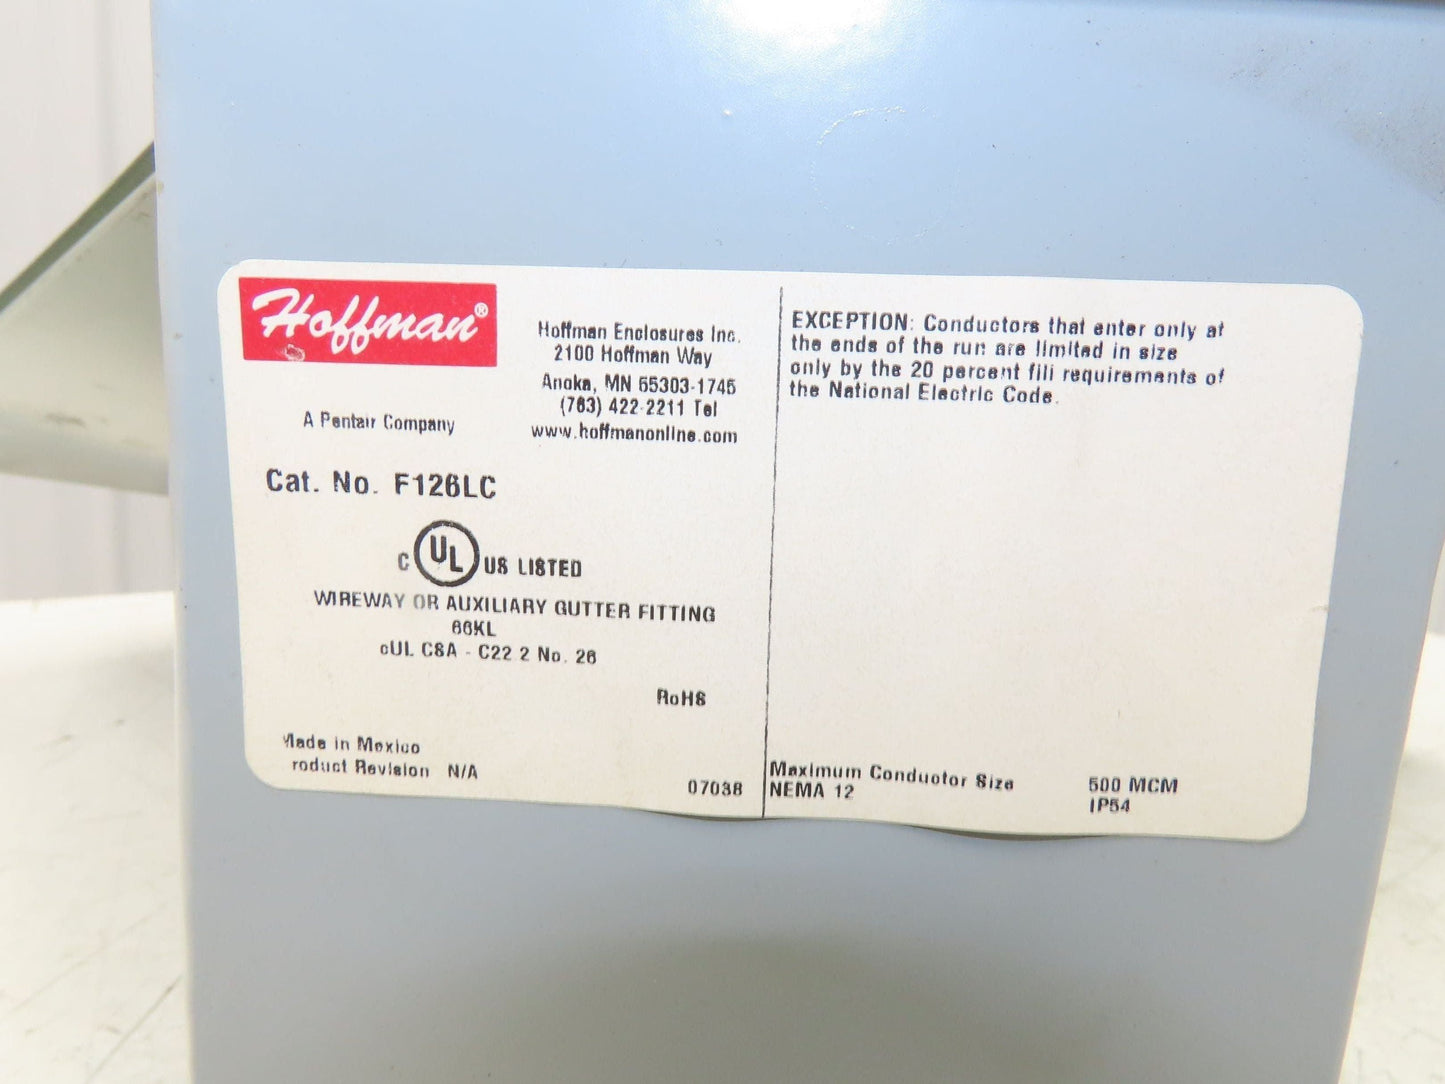 Hoffman®
A Pentair Company
Hoffman Enclosures Inc.
2100 Hoffman Way
Anoka, MN 55303-1745
(763) 422-2211 Tel
www.hoffmanonline.com
Cat. No. F126LC
C UL US LISTED
WIREWAY OR AUXILIARY GUTTER FITTING
66KL
cUL CSA - C22.2 No. 26
RoHS
Made in Mexico
roduct Revision N/A
07038
EXCEPTION: Conductors that enter only at
the ends of the run are limited in size
only by the 20 percent fill requirements of
the National Electric Code.
Maximum Conductor Size 500 MCM
NEMA 12 IP54